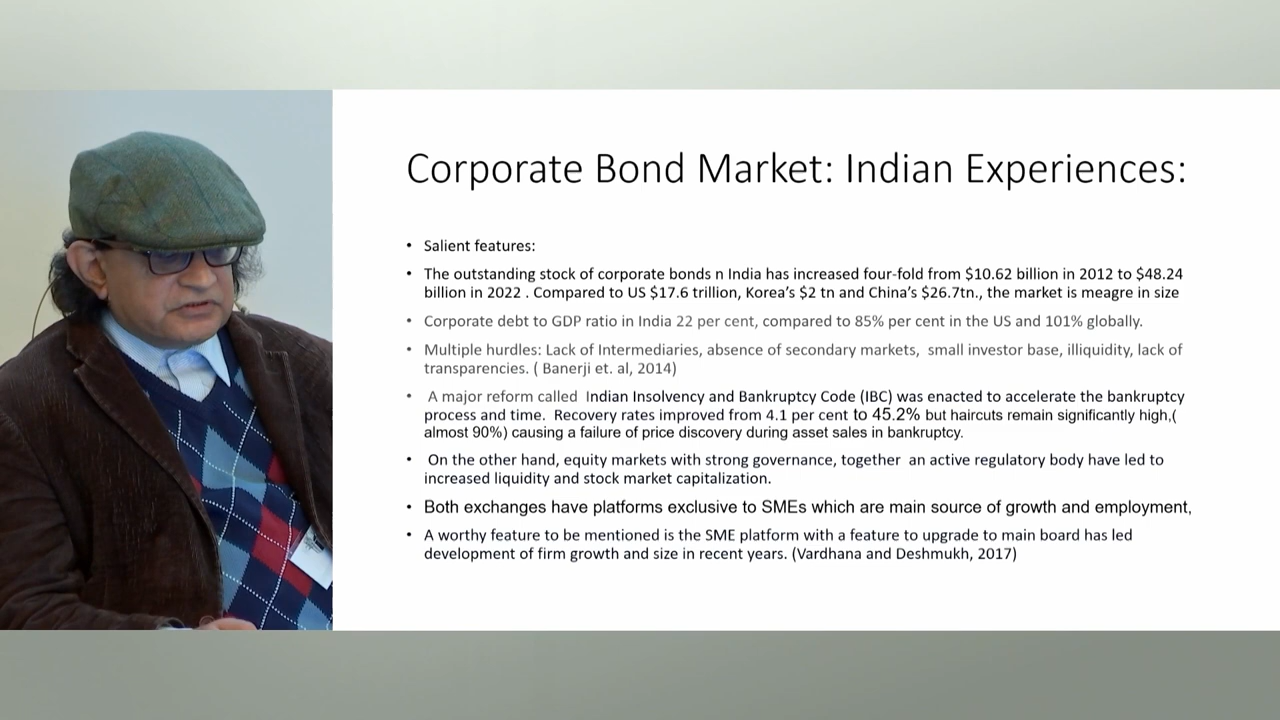 Corporate Bond Market: Indian Experiences:
• Salient features:
• The outstanding stock of corporate bonds n India has increased four-fold from $10.62 billion in 2012 to $48.24
billion in 2022 . Compared to US $17.6 trillion, Korea's $2 tn and China's $26.7tn., the market is meagre in size
• Corporate debt to GDP ratio in India 22 per cent, compared to 85% per cent in the US and 101% globally.
• Multiple hurdles: Lack of Intermediaries, absence of secondary markets, small investor base, illiquidity, lack of
transparencies. ( Banerji et. al, 2014)
• A major reform called Indian Insolvency and Bankruptcy Code (IBC) was enacted to accelerate the bankruptcy
process and time. Recovery rates improved from 4.1 per cent to 45.2% but haircuts remain significantly high,(
almost 90%) causing a failure of price discovery during asset sales in bankruptcy.
• On the other hand, equity markets with strong governance, together an active regulatory body have led to
increased liquidity and stock market capitalization.
• Both exchanges have platforms exclusive to SMEs which are main source of growth and employment,
• A worthy feature to be mentioned is the SME platform with a feature to upgrade to main board has led
development of firm growth and size in recent years. (Vardhana and Deshmukh, 2017)